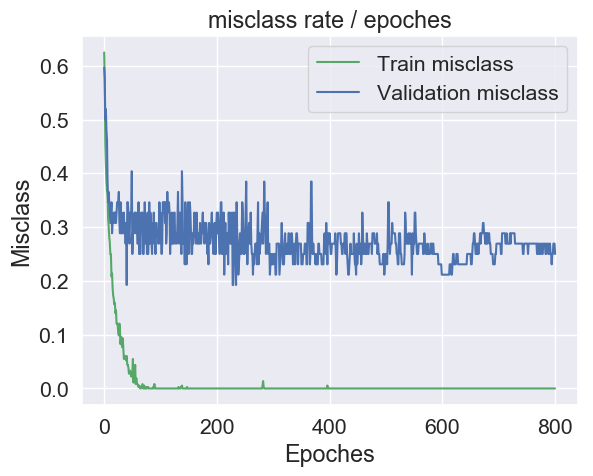 misclass rate / epoches
Train misclass
Validation misclass
0.6
0.5
0.4
0.3
0.2
0.1
0.0
Misclass
0
200
400
600
800
Epoches